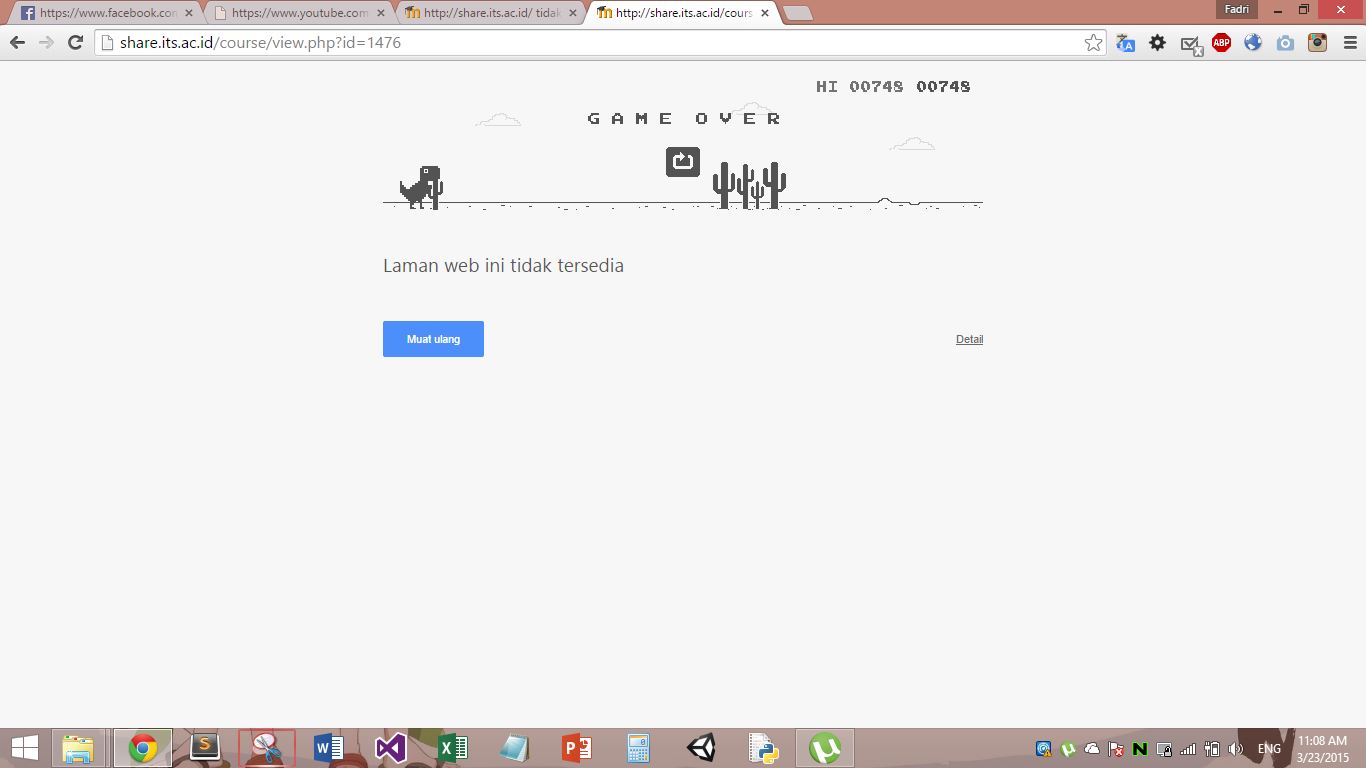 https://www.facebook.com
https://www.youtube.com
http://share.its.ac.id/ tidak
http://share.its.ac.id/cours
Fadri
share.its.ac.id/course/view.php?id=1476
ABP
HI 00748 00748
GAME OVER
Laman web ini tidak tersedia
Muat ulang
Detail
ENG
11:08 AM
3/23/2015